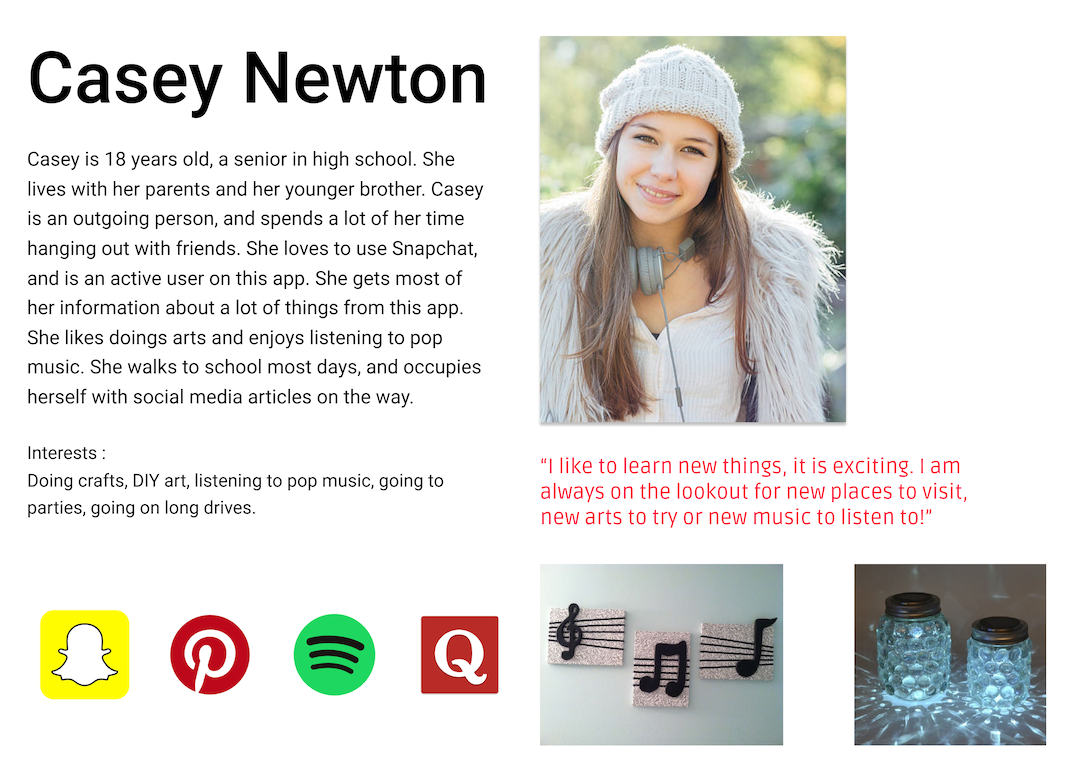 Casey Newton
Casey is 18 years old, a senior in high school. She
lives with her parents and her younger brother. Casey
is an outgoing person, and spends a lot of her time
hanging out with friends. She loves to use Snapchat,
and is an active user on this app. She gets most of
her information about a lot of things from this app.
She likes doings arts and enjoys listening to pop
music. She walks to school most days, and occupies
herself with social media articles on the way.
Interests :
Doing crafts, DIY art, listening to pop music, going to
parties, going on long drives.
“I like to learn new things, it is exciting. I am
always on the lookout for new places to visit,
new arts to try or new music to listen to!”
Q